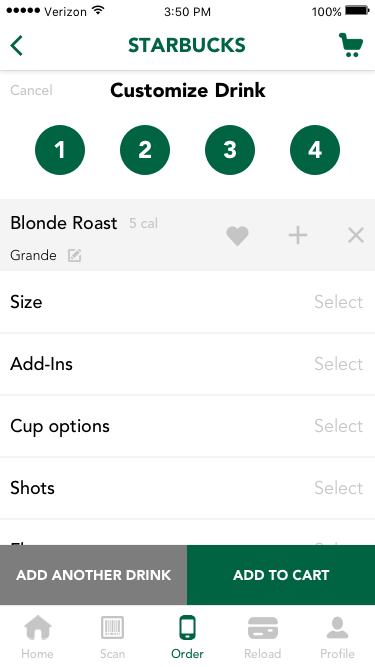 Verizon 3:50 PM 100%
STARBUCKS
Cancel Customize Drink
1 2 3 4
Blonde Roast 5 cal
Grande
Size Select
Add-Ins Select
Cup options Select
Shots Select
ADD ANOTHER DRINK ADD TO CART
Home Scan Order Reload Profile